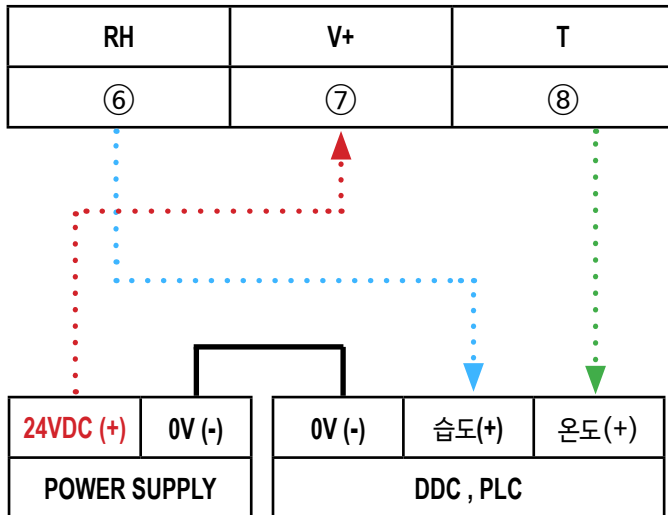 RH V+ T
⑥ ⑦ ⑧
24VDC (+) 0V (-) 0V (-) 습도(+) 온도(+)
POWER SUPPLY DDC , PLC